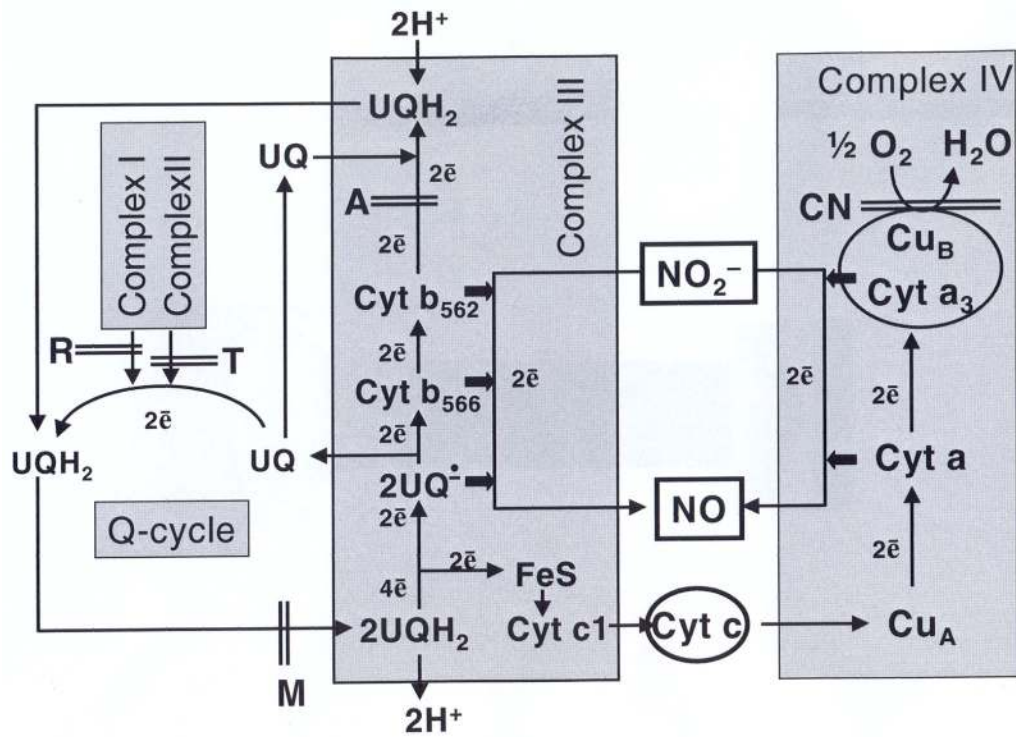 2H⁺
UQH₂
UQ
2ē
A
2ē
Complex I
ComplexII
R
T
2ē
UQH₂
UQ
Q-cycle
M
Complex III
Cyt b₅₆₂
2ē
Cyt b₅₆₆
2ē
2ē
2UQ∸
2ē
2ē
4ē
FeS
2UQH₂
Cyt c1
2H⁺
NO₂⁻
NO
Cyt c
Complex IV
½ O₂
H₂O
CN
Cu_B
Cyt a₃
2ē
2ē
Cyt a
2ē
Cu_A